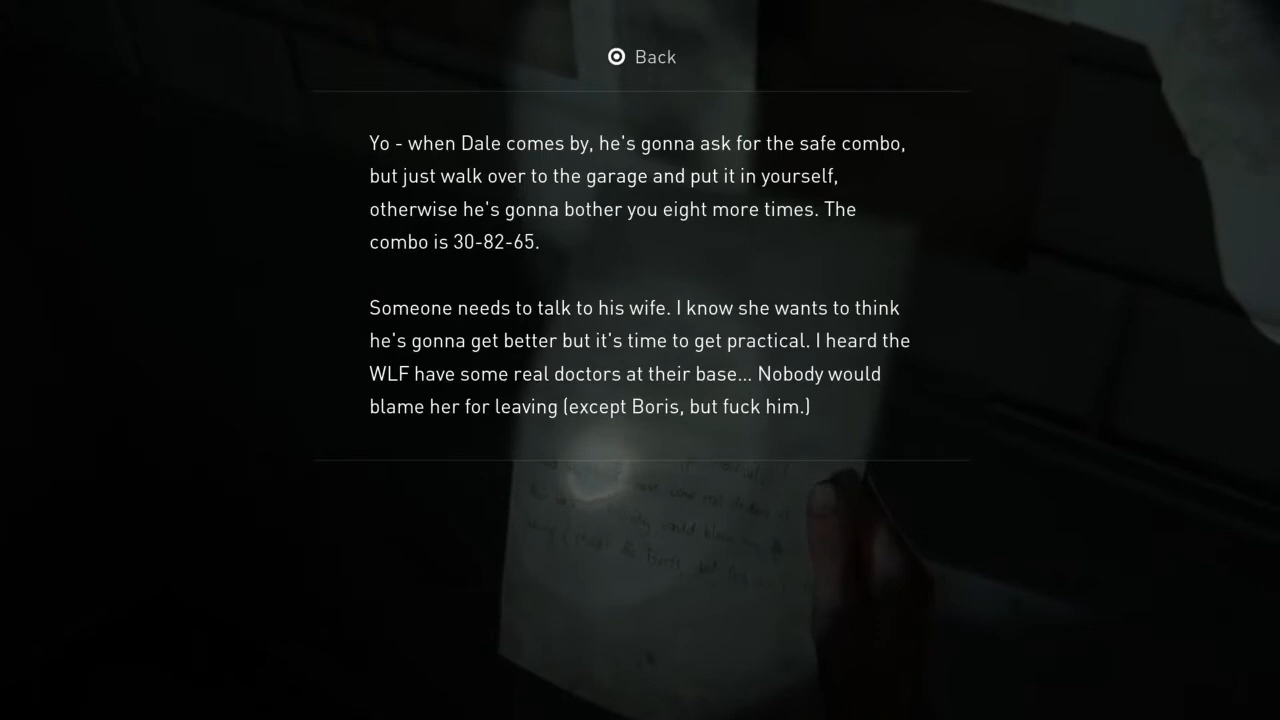 Back
Yo - when Dale comes by, he's gonna ask for the safe combo,
but just walk over to the garage and put it in yourself,
otherwise he's gonna bother you eight more times. The
combo is 30-82-65.
Someone needs to talk to his wife. I know she wants to think
he's gonna get better but it's time to get practical. I heard the
WLF have some real doctors at their base... Nobody would
blame her for leaving (except Boris, but fuck him.)